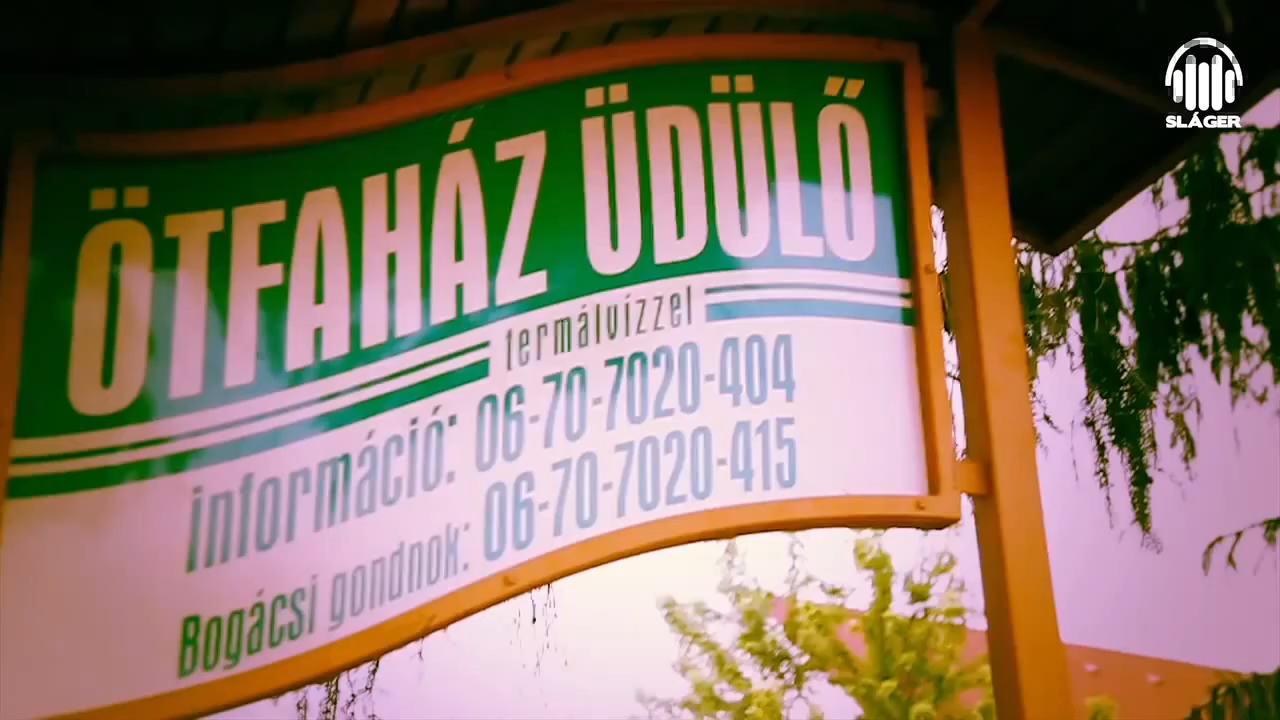 SLÁGER
ÖTFAHÁZ ÜDÜLŐ
termálvízzel
információ: 06-70-7020-404
Bogácsi gondnok: 06-70-7020-415